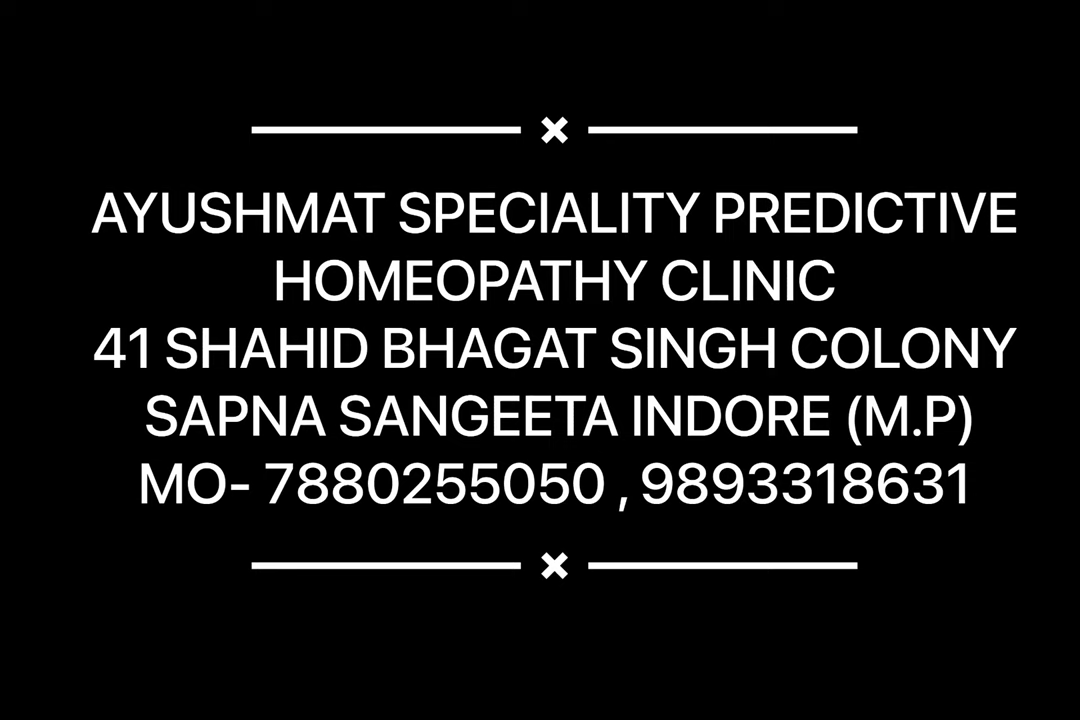 AYUSHMAT SPECIALITY PREDICTIVE
HOMEOPATHY CLINIC
41 SHAHID BHAGAT SINGH COLONY
SAPNA SANGEETA INDORE (M.P)
MO- 7880255050 , 9893318631